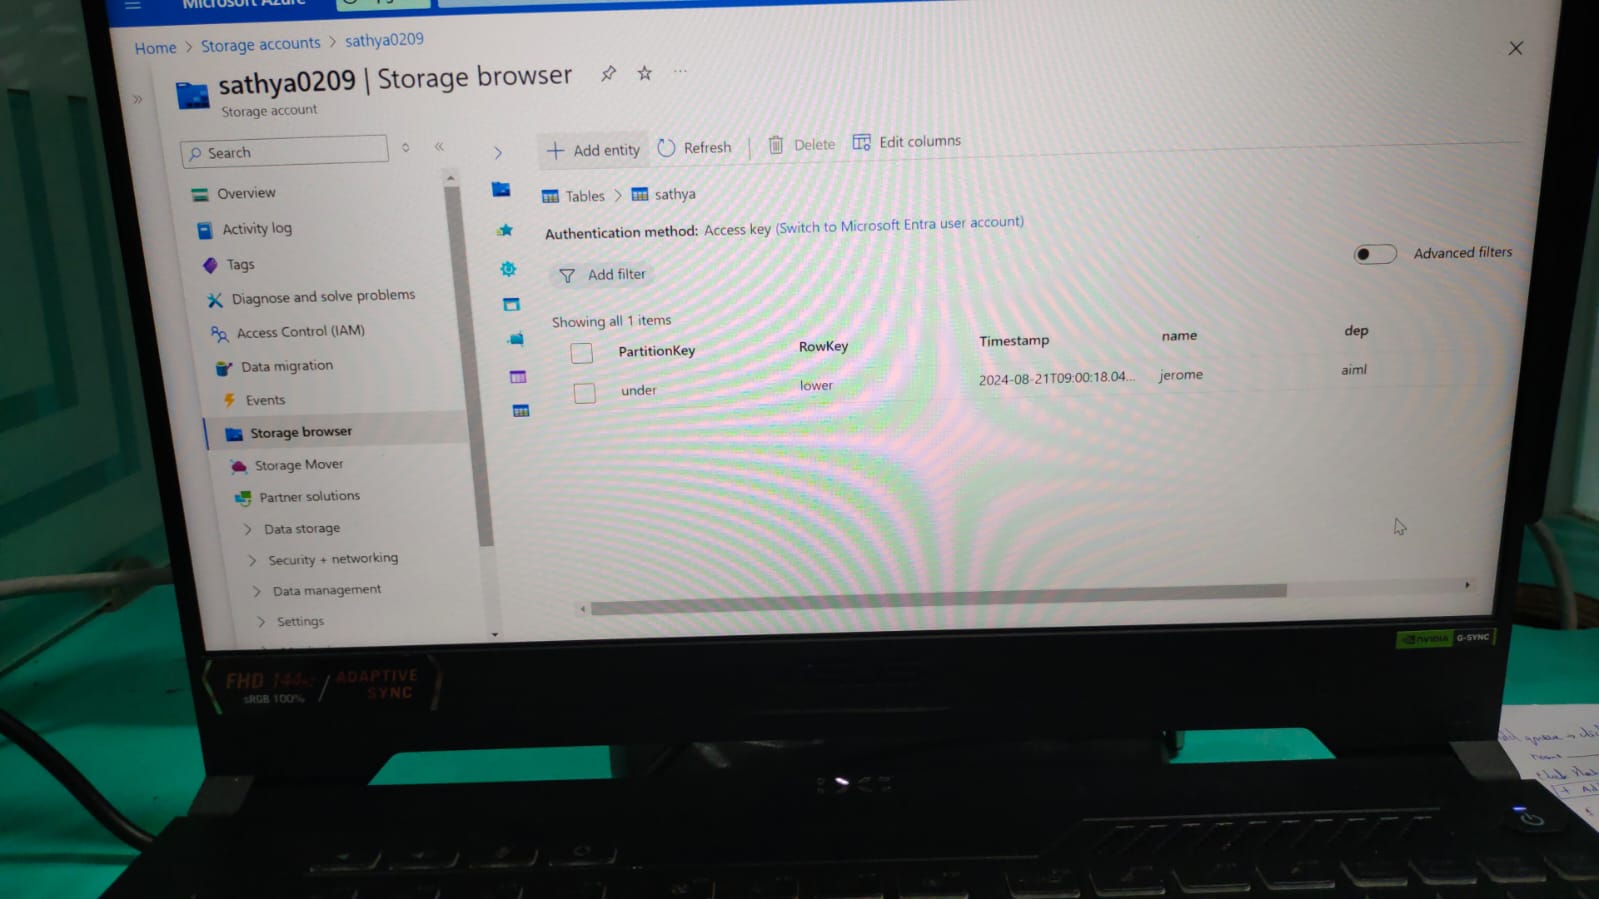 Microsoft Azure
Home > Storage accounts > sathya0209
sathya0209 | Storage browser
Storage account
Search
Overview
Activity log
Tags
Diagnose and solve problems
Access Control (IAM)
Data migration
Events
Storage browser
Storage Mover
Partner solutions
Data storage
Security + networking
Data management
Settings
Add entity Refresh Delete Edit columns
Tables > sathya
Authentication method: Access key (Switch to Microsoft Entra user account)
Add filter
Advanced filters
Showing all 1 items
PartitionKey RowKey Timestamp name dep
under lower 2024-08-21T09:00:18.04... jerome aiml
NVIDIA G-SYNC
FHD 144Hz / ADAPTIVE
sRGB 100% SYNC